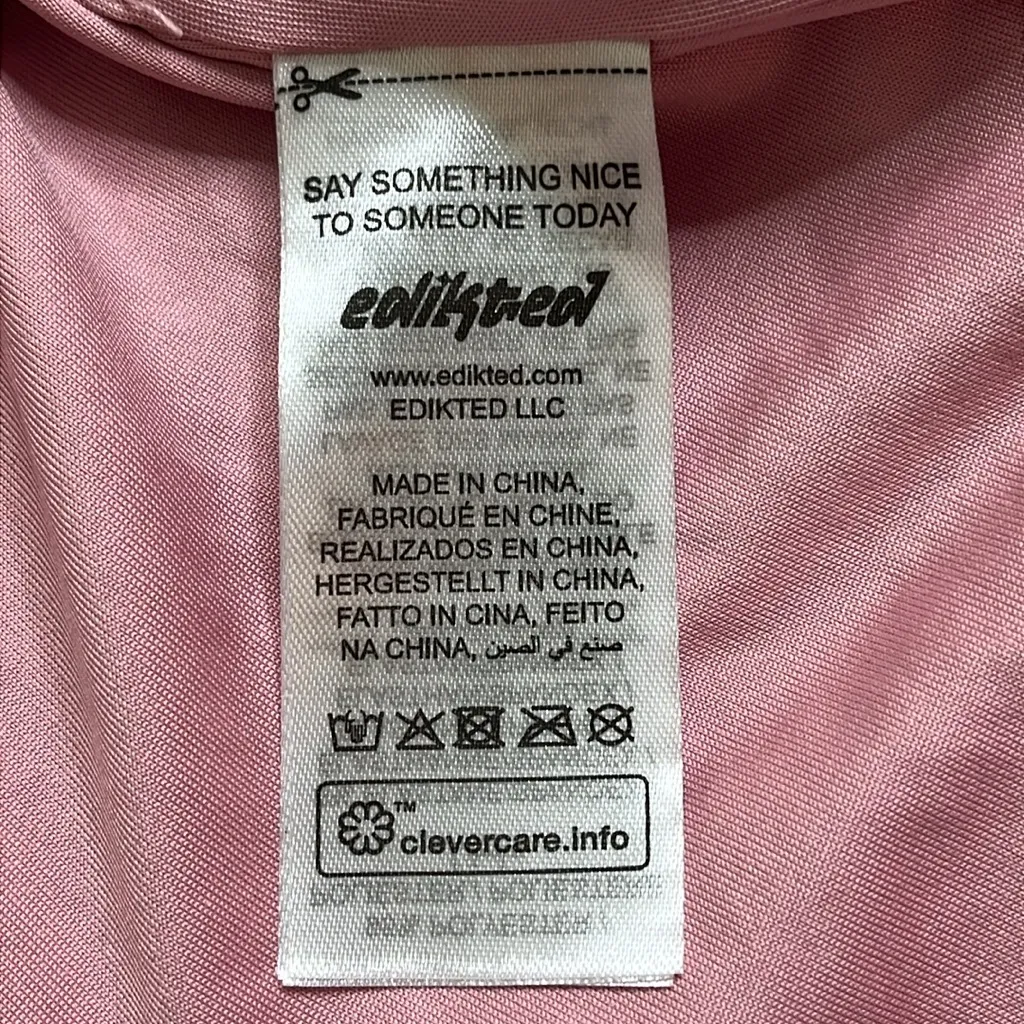 SAY SOMETHING NICE
TO SOMEONE TODAY
edikted
www.edikted.com
EDIKTED LLC
MADE IN CHINA,
FABRIQUÉ EN CHINE,
REALIZADOS EN CHINA,
HERGESTELLT IN CHINA,
FATTO IN CINA, FEITO
NA CHINA, صنع في الصين
™
clevercare.info